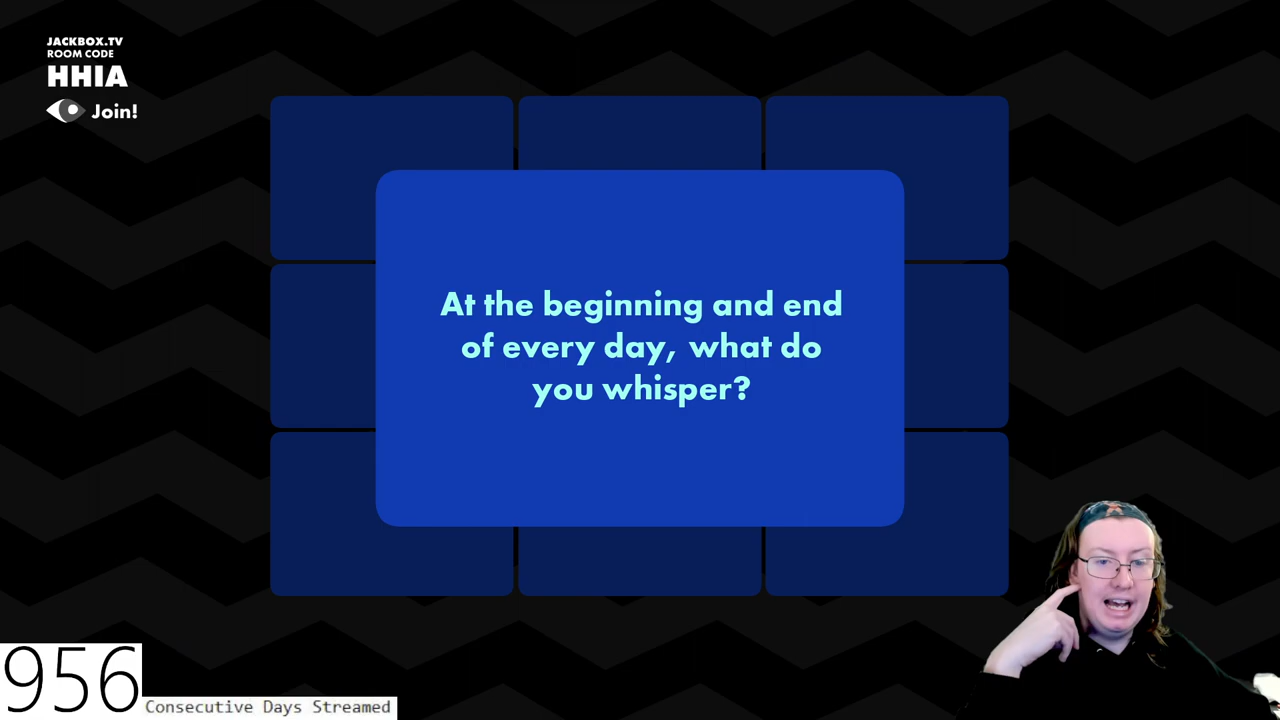 JACKBOX.TV
ROOM CODE
HHIA
Join!
At the beginning and end
of every day, what do
you whisper?
956
Consecutive Days Streamed